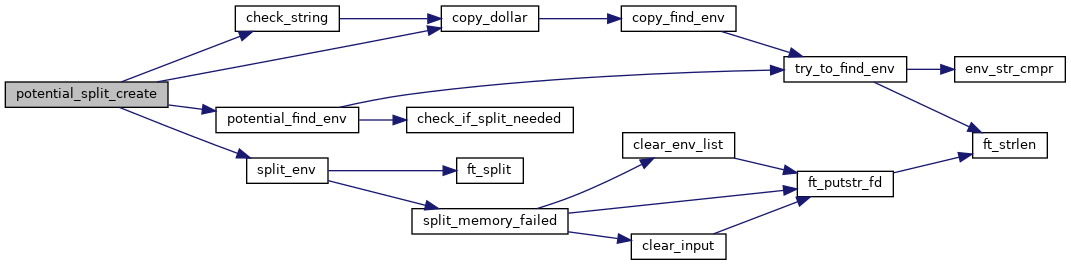 check_string
copy_dollar
copy_find_env
try_to_find_env
env_str_cmpr
potential_split_create
potential_find_env
check_if_split_needed
clear_env_list
ft_strlen
split_env
ft_split
ft_putstr_fd
split_memory_failed
clear_input